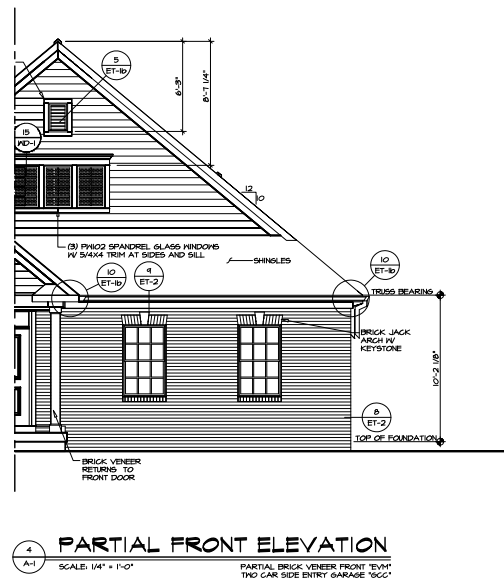 5
ET-1b
6'-3"
8'-7 1/4"
15
WD-1
12
10
(3) PW102 SPANDREL GLASS WINDOWS
W/ 5/4X4 TRIM AT SIDES AND SILL
SHINGLES
10
ET-1b
9
ET-2
10
ET-1b
TRUSS BEARING
BRICK JACK
ARCH W/
KEYSTONE
10'-2 1/8"
8
ET-2
TOP OF FOUNDATION
BRICK VENEER
RETURNS TO
FRONT DOOR
4
A-1
PARTIAL FRONT ELEVATION
SCALE: 1/4" = 1'-0"
PARTIAL BRICK VENEER FRONT "EVM"
TWO CAR SIDE ENTRY GARAGE "SCC"